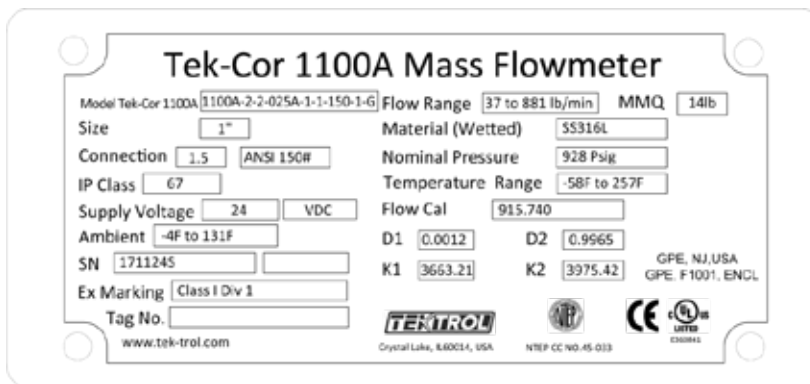 Tek-Cor 1100A Mass Flowmeter
Model Tek-Cor 1100A 1100A-2-2-025A-1-1-150-1-G Flow Range 37 to 881 lb/min MMQ 14lb
Size 1" Material (Wetted) SS316L
Connection 1.5 ANSI 150# Nominal Pressure 928 Psig
IP Class 67 Temperature Range -58F to 257F
Supply Voltage 24 VDC Flow Cal 915.740
Ambient -4F to 131F D1 0.0012 D2 0.9965
SN 1711245 K1 3663.21 K2 3975.42 GPE, NJ,USA
GPE, F1001, ENCL
Ex Marking Class I Div 1
Tag No. TEKTROL NTEP CE C UL US
LISTED
www.tek-trol.com Crystal Lake, IL60014, USA NTEP CC NO.45-033